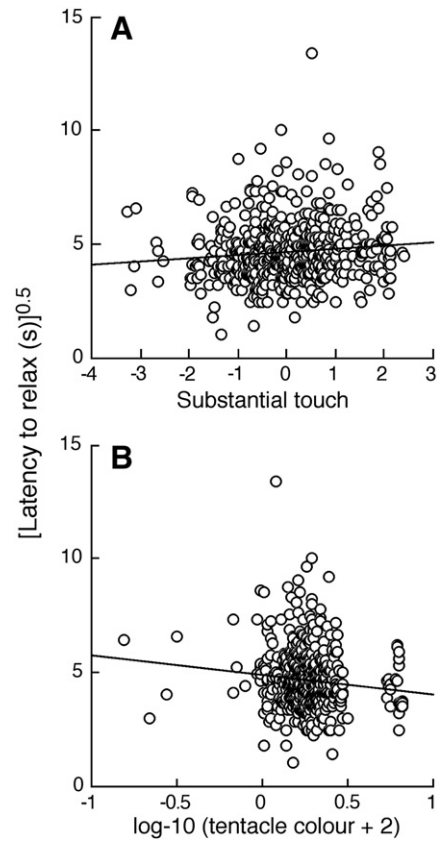 A
15
10
5
0
-4 -3 -2 -1 0 1 2 3
Substantial touch
[Latency to relax (s)]0.5
B
15
10
5
0
-1 -0.5 0 0.5 1
log-10 (tentacle colour + 2)